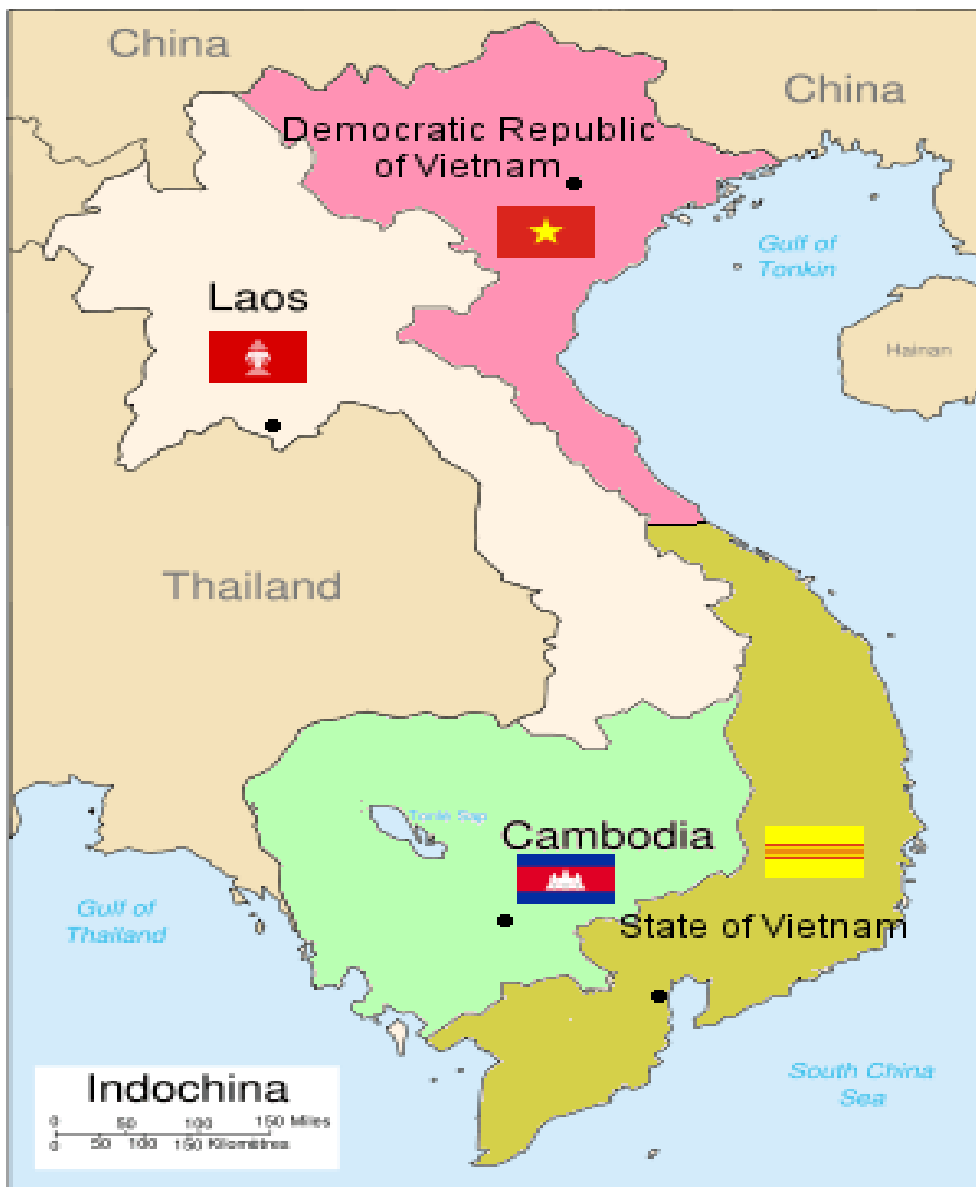 China
China
Democratic Republic
of Vietnam
Gulf of
Tonkin
Laos
Hainan
Thailand
Tonle Sap
Cambodia
Gulf of
Thailand
State of Vietnam
South China
Sea
Indochina
0 50 100 150 Miles
0 50 100 150 Kilometres